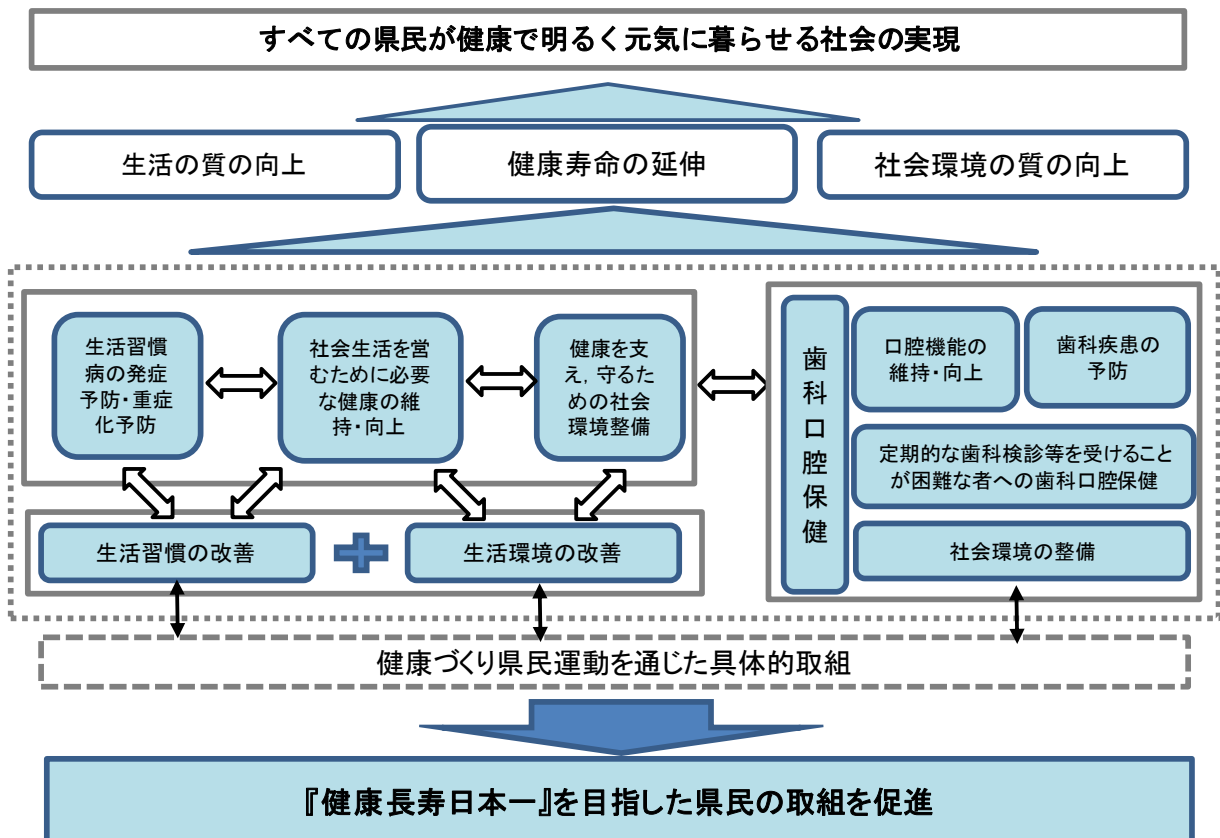 すべての県民が健康で明るく元気に暮らせる社会の実現
生活の質の向上
健康寿命の延伸
社会環境の質の向上
生活習慣
病の発症
予防・重症
化予防
社会生活を営
むために必要
な健康の維
持・向上
健康を支
え，守るた
めの社会
環境整備
歯科口腔保健
口腔機能の
維持・向上
歯科疾患の
予防
定期的な歯科検診等を受けること
が困難な者への歯科口腔保健
社会環境の整備
生活習慣の改善
生活環境の改善
健康づくり県民運動を通じた具体的取組
『健康長寿日本一』を目指した県民の取組を促進